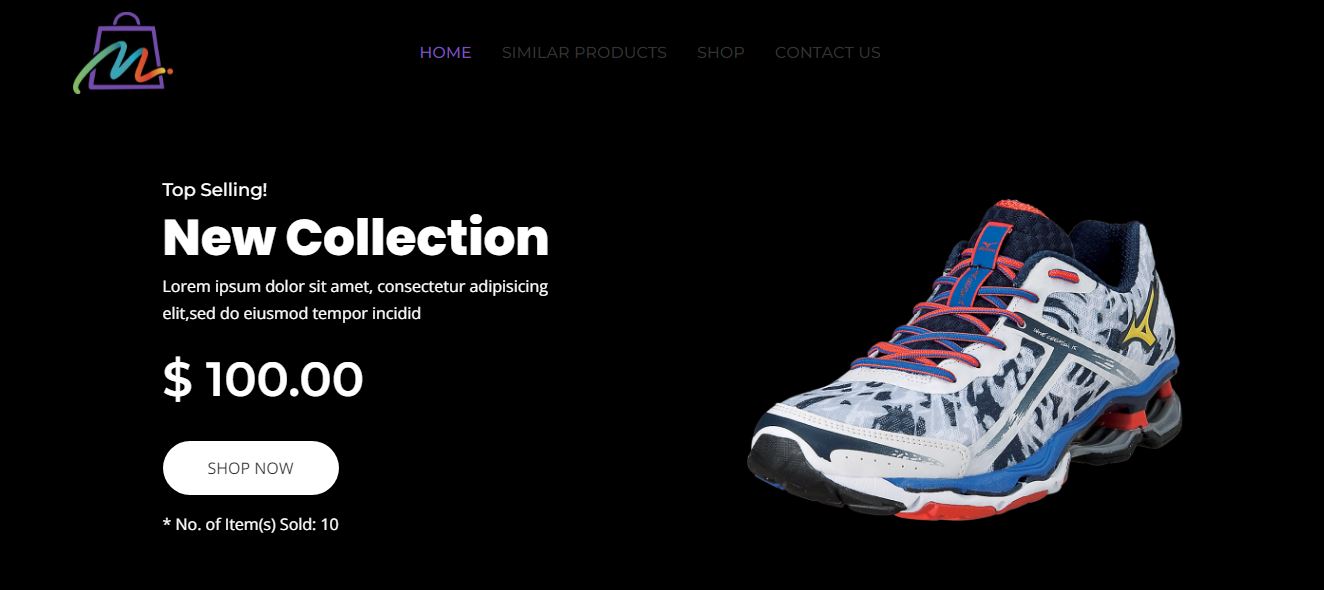 HOME SIMILAR PRODUCTS SHOP CONTACT US
Top Selling!
New Collection
Lorem ipsum dolor sit amet, consectetur adipisicing
elit,sed do eiusmod tempor incidid
$ 100.00
SHOP NOW
* No. of Item(s) Sold: 10